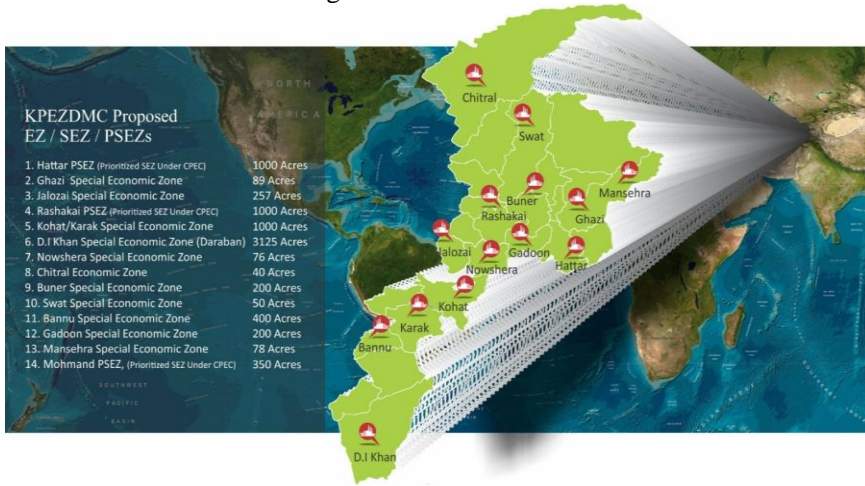 KPEZDMC Proposed
EZ / SEZ / PSEZs
1. Hattar PSEZ (Prioritized SEZ Under CPEC) 1000 Acres
2. Ghazi Special Economic Zone 89 Acres
3. Jalozai Special Economic Zone 257 Acres
4. Rashakai PSEZ (Prioritized SEZ Under CPEC) 1000 Acres
5. Kohat/Karak Special Economic Zone 1000 Acres
6. D.I Khan Special Economic Zone (Daraban) 3125 Acres
7. Nowshera Special Economic Zone 76 Acres
8. Chitral Economic Zone 40 Acres
9. Buner Special Economic Zone 200 Acres
10. Swat Special Economic Zone 50 Acres
11. Bannu Special Economic Zone 400 Acres
12. Gadoon Special Economic Zone 200 Acres
13. Mansehra Special Economic Zone 78 Acres
14. Mohmand PSEZ, (Prioritized SEZ Under CPEC) 350 Acres
NORTH
AMERICA
SOUTHWEST
PACIFIC
BASIN
Chitral
Swat
Mansehra
Buner
Rashakai
Ghazi
Jalozai
Gadoon
Nowshera
Hattar
Kohat
Karak
Bannu
D.I Khan